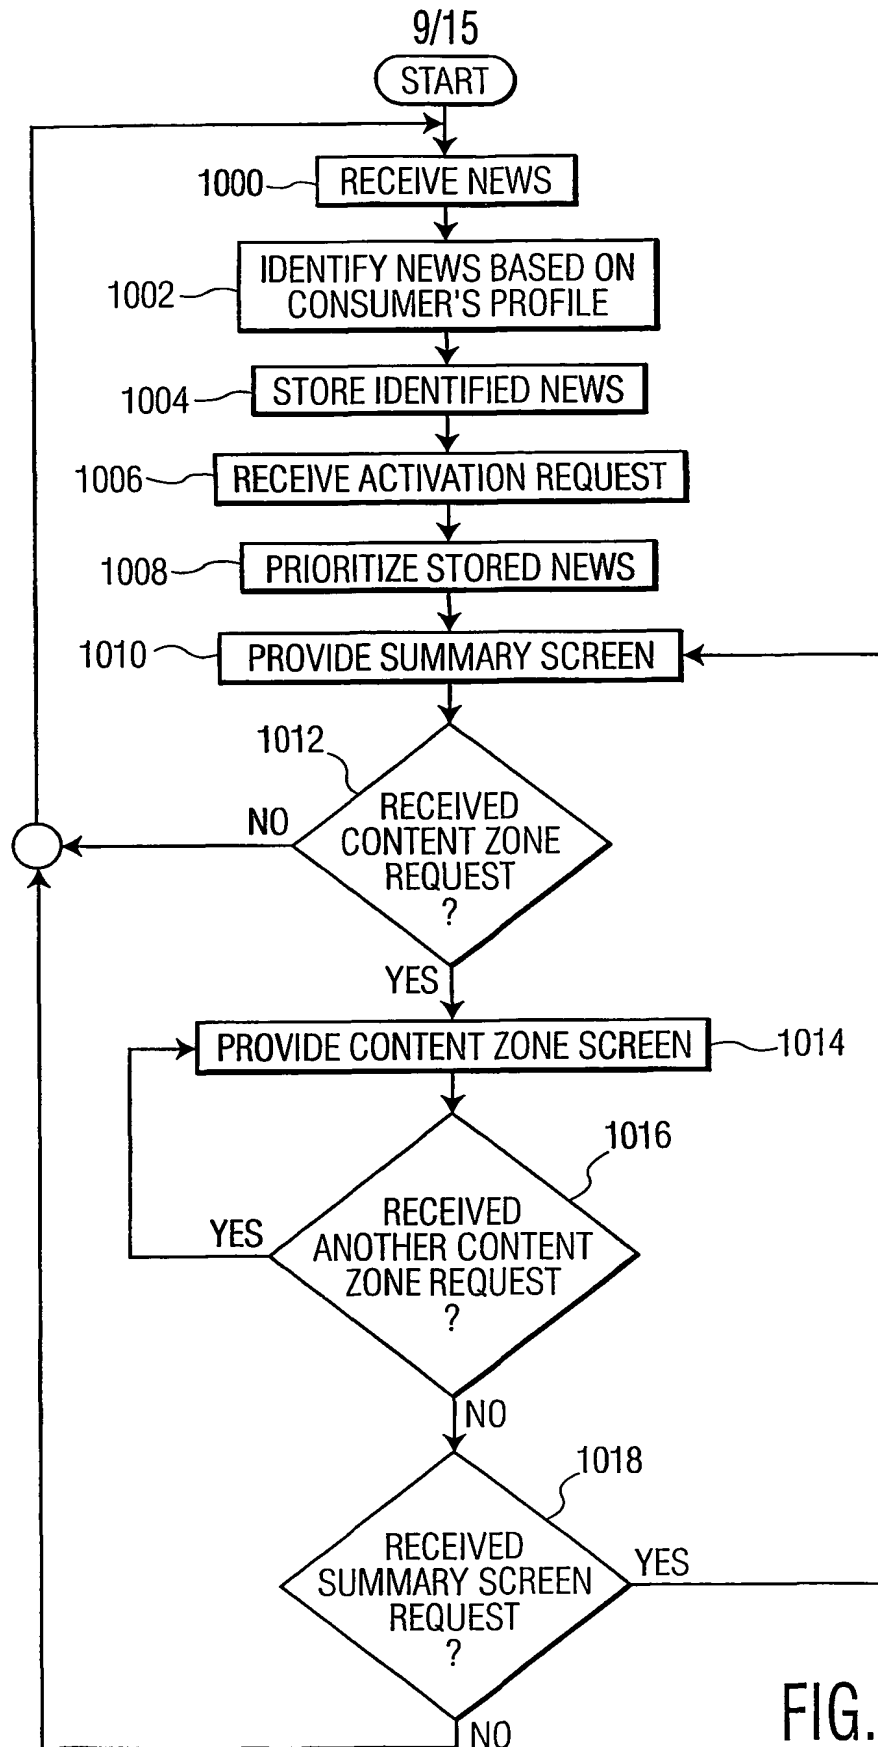 9/15
START
1000
RECEIVE NEWS
1002
IDENTIFY NEWS BASED ON
CONSUMER'S PROFILE
1004
STORE IDENTIFIED NEWS
1006
RECEIVE ACTIVATION REQUEST
1008
PRIORITIZE STORED NEWS
1010
PROVIDE SUMMARY SCREEN
1012
RECEIVED
CONTENT ZONE
REQUEST
?
NO
YES
PROVIDE CONTENT ZONE SCREEN
1014
1016
RECEIVED
ANOTHER CONTENT
ZONE REQUEST
?
YES
NO
1018
RECEIVED
SUMMARY SCREEN
REQUEST
?
YES
NO
FIG.